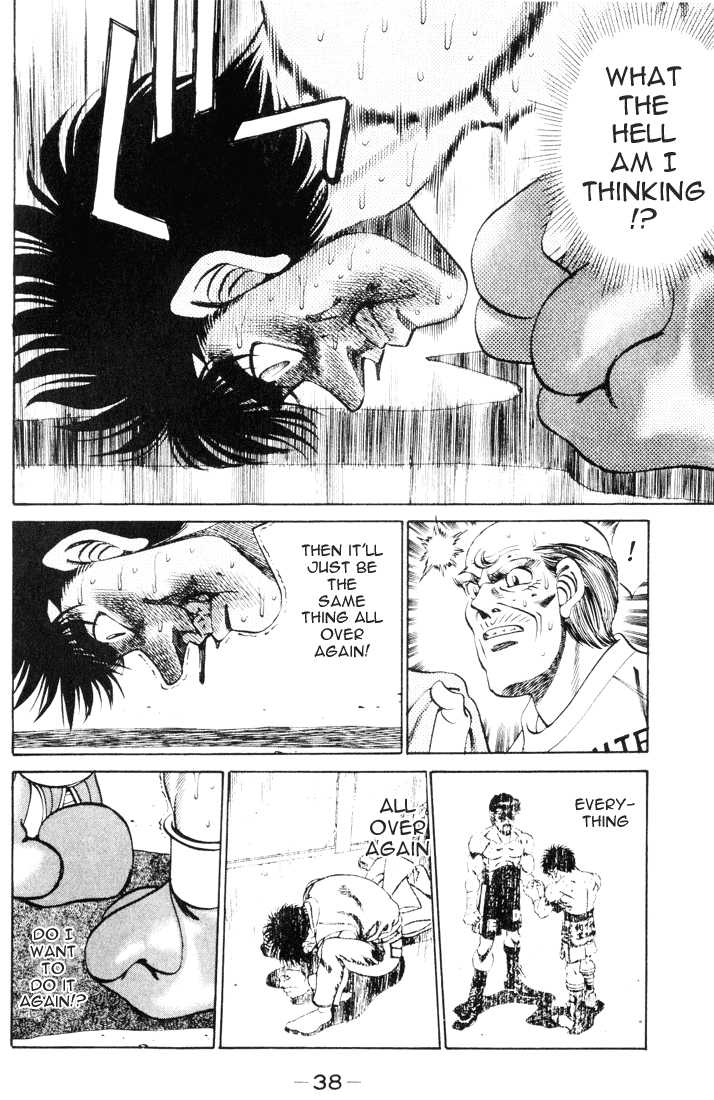 WHAT
THE
HELL
AM I
THINKING
!?
!
THEN IT'LL
JUST BE
THE
SAME
THING ALL
OVER
AGAIN!
EVERY-
THING
ALL
OVER
AGAIN
DO I
WANT
TO
DO IT
AGAIN!?
— 38 —